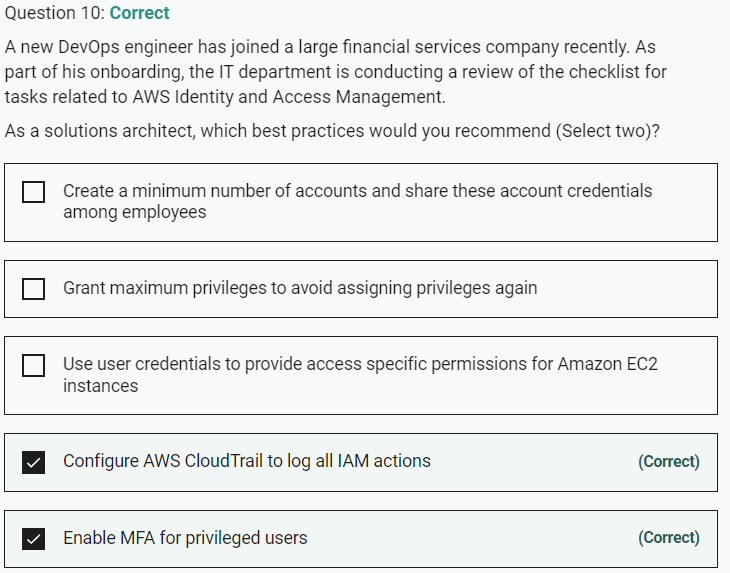 Question 10: Correct
A new DevOps engineer has joined a large financial services company recently. As
part of his onboarding, the IT department is conducting a review of the checklist for
tasks related to AWS Identity and Access Management.
As a solutions architect, which best practices would you recommend (Select two)?
Create a minimum number of accounts and share these account credentials
among employees
Grant maximum privileges to avoid assigning privileges again
Use user credentials to provide access specific permissions for Amazon EC2
instances
Configure AWS CloudTrail to log all IAM actions (Correct)
Enable MFA for privileged users (Correct)